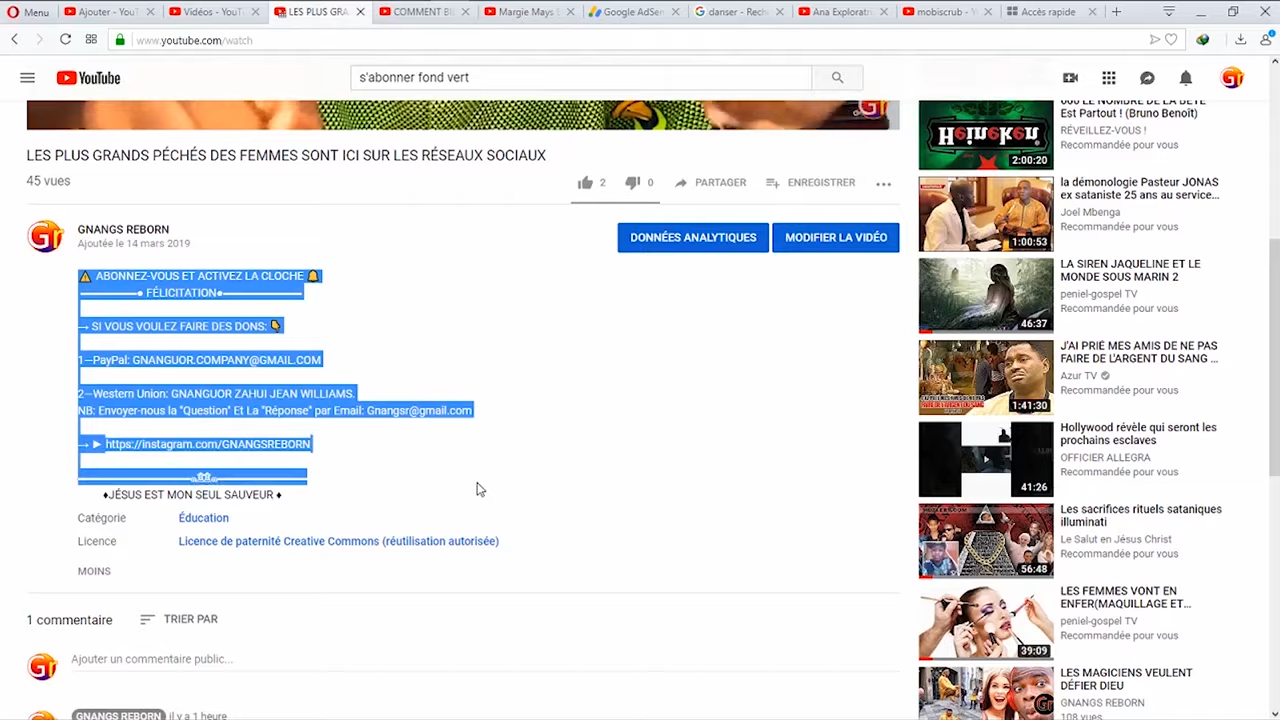 Menu
Ajouter - You
Vidéos - YouT
LES PLUS GRA
COMMENT BL
Margie Mays B
Google AdSen
danser - Rech
Ana Explorati
mobiscrub - V
Accès rapide
www.youtube.com/watch
YouTube
s'abonner fond vert
LES PLUS GRANDS PÉCHÉS DES FEMMES SONT ICI SUR LES RÉSEAUX SOCIAUX
45 vues
2
0
PARTAGER
ENREGISTRER
GNANGS REBORN
Ajoutée le 14 mars 2019
DONNÉES ANALYTIQUES
MODIFIER LA VIDÉO
⚠ ABONNEZ-VOUS ET ACTIVEZ LA CLOCHE 🔔
————————● FÉLICITATION●————————
→ SI VOUS VOULEZ FAIRE DES DONS: 👇
1—PayPal: GNANGUOR.COMPANY@GMAIL.COM
2—Western Union: GNANGUOR ZAHUI JEAN WILLIAMS.
NB: Envoyer-nous la "Question" Et La "Réponse" par Email: Gnangsr@gmail.com
→ ► https://instagram.com/GNANGSREBORN
♦JÉSUS EST MON SEUL SAUVEUR ♦
Catégorie
Éducation
Licence
Licence de paternité Creative Commons (réutilisation autorisée)
MOINS
1 commentaire
TRIER PAR
Ajouter un commentaire public...
GNANGS REBORN il y a 1 heure
666 LE NOMBRE DE LA BÊTE
Est Partout ! (Bruno Benoît)
RÉVEILLEZ-VOUS !
Recommandée pour vous
Heineken
2:00:20
la démonologie Pasteur JONAS
ex sataniste 25 ans au service...
Joel Mbenga
Recommandée pour vous
1:00:53
LA SIREN JAQUELINE ET LE
MONDE SOUS MARIN 2
peniel-gospel TV
Recommandée pour vous
46:37
J'AI PRIÉ MES AMIS DE NE PAS
FAIRE DE L'ARGENT DU SANG ...
Azur TV
Recommandée pour vous
1:41:30
Hollywood révèle qui seront les
prochains esclaves
OFFICIER ALLEGRA
Recommandée pour vous
41:26
Les sacrifices rituels sataniques
illuminati
Le Salut en Jésus Christ
Recommandée pour vous
56:48
LES FEMMES VONT EN
ENFER(MAQUILLAGE ET...
peniel-gospel TV
Recommandée pour vous
39:09
LES MAGICIENS VEULENT
DÉFIER DIEU
GNANGS REBORN
108 vues